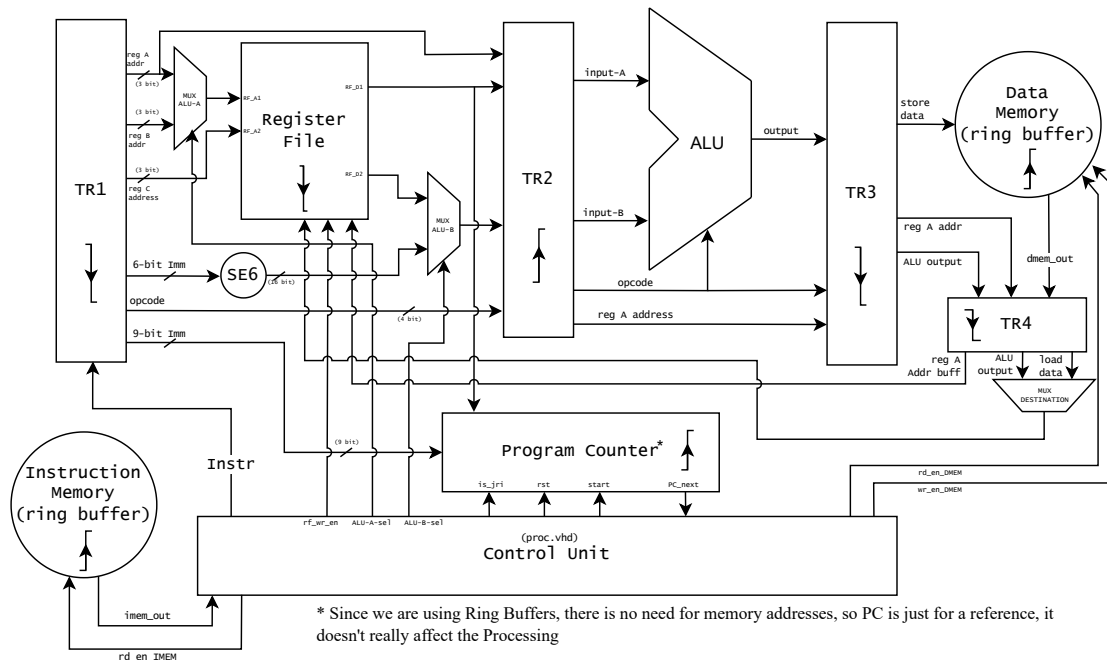 reg A
addr
(3 bit)
MUX
ALU-A
(3 bit)
reg B
addr
(3 bit)
reg C
address
TR1
6-bit Imm
SE6
(16 bit)
opcode
(4 bit)
9-bit Imm
(9 bit)
RF_A1
RF_A2
RF_D1
RF_D2
Register
File
MUX
ALU-B
TR2
input-A
input-B
opcode
reg A address
ALU
output
TR3
store
data
Data
Memory
(ring buffer)
reg A addr
ALU output
dmem_out
TR4
reg A
Addr buff
ALU
output
load
data
MUX
DESTINATION
Program Counter*
is_jri
rst
start
PC_next
rd_en_DMEM
wr_en_DMEM
Instr
Instruction
Memory
(ring buffer)
rf_wr_en
ALU-A-sel
ALU-B-sel
(proc.vhd)
Control Unit
imem_out
rd_en_IMEM
* Since we are using Ring Buffers, there is no need for memory addresses, so PC is just for a reference, it
doesn't really affect the Processing